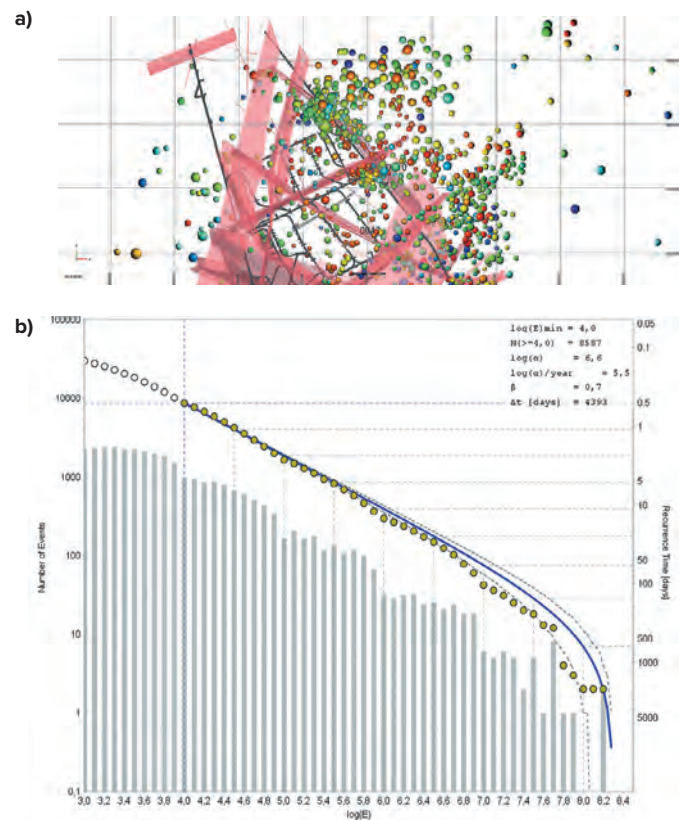 a)
b)
100000
10000
1000
100
10
1
0,1
Number of Events
log(E)min = 4,0
N(>=4,0) = 8587
log(α) = 6,6
log(α)/year = 5,5
β = 0,7
Δt [days] = 4393
0.05
0.1
0.5
1
5
10
50
100
500
1000
5000
Recurrence Time [days]
3,0 3,2 3,4 3,6 3,8 4,0 4,2 4,4 4,6 4,8 5,0 5,2 5,4 5,6 5,8 6,0 6,2 6,4 6,6 6,8 7,0 7,2 7,4 7,6 7,8 8,0 8,2 8,4
log(E)